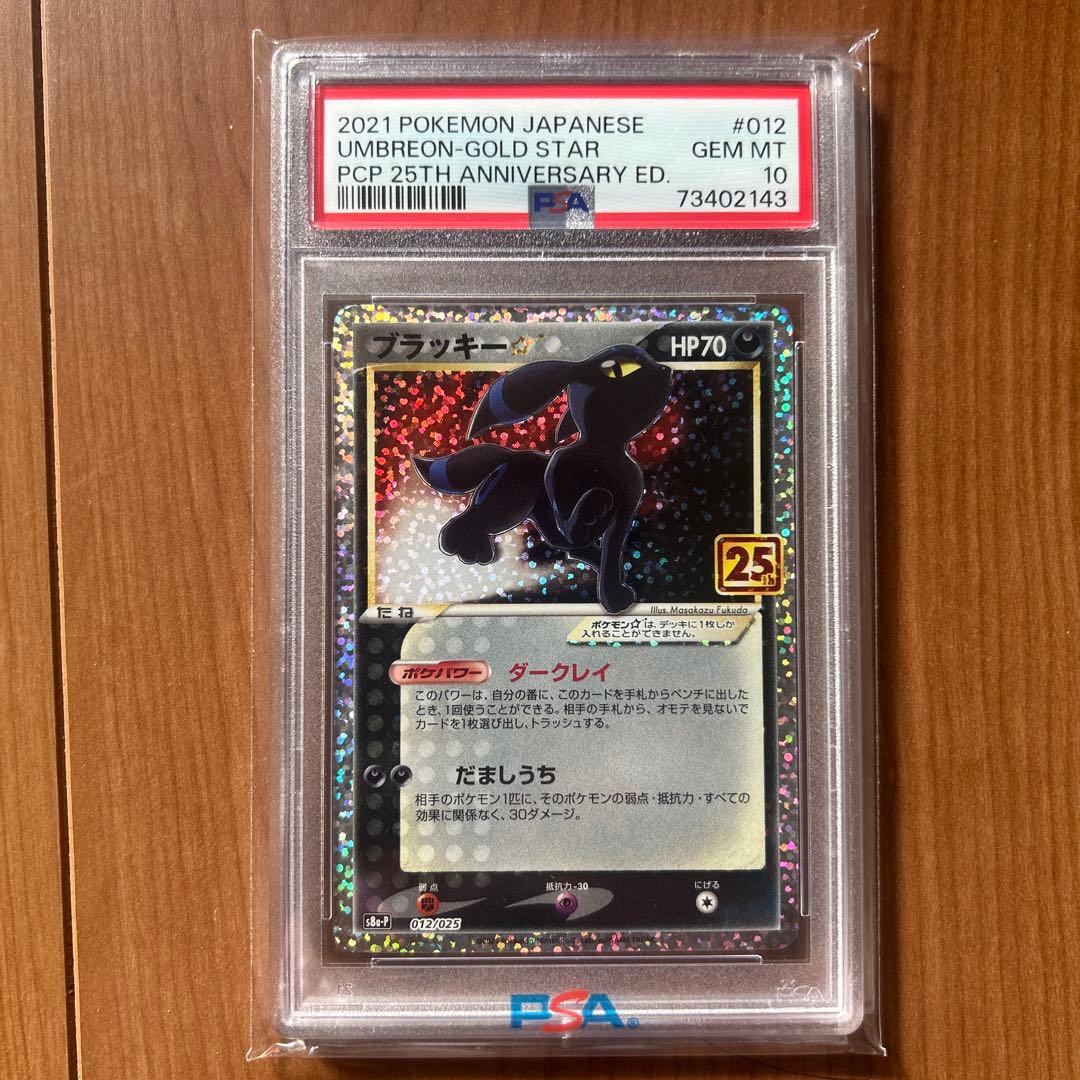 2021 POKEMON JAPANESE #012
UMBREON-GOLD STAR GEM MT
PCP 25TH ANNIVERSARY ED. 10
PSA 73402143
ブラッキー☆ HP70
25th
たね
Illus. Masakazu Fukuda
ポケモン☆は、デッキに1枚しか
入れることができません。
ポケパワー ダークレイ
このパワーは、自分の番に、このカードを手札からベンチに出した
とき、1回使うことができる。相手の手札から、オモテを見ないで
カードを1枚選び出し、トラッシュする。
だましうち
相手のポケモン1匹に、そのポケモンの弱点・抵抗力・すべての
効果に関係なく、30ダメージ。
弱点 抵抗力 -30 にげる
s8a-P 012/025
PSA
PSA